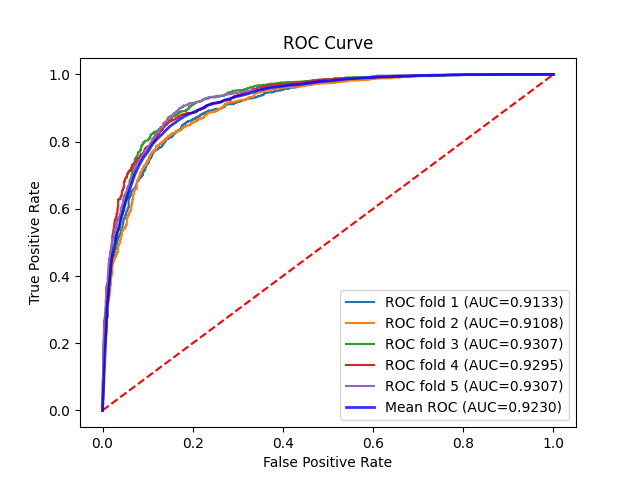 ROC Curve
True Positive Rate
1.0
0.8
0.6
0.4
0.2
0.0
ROC fold 1 (AUC=0.9133)
ROC fold 2 (AUC=0.9108)
ROC fold 3 (AUC=0.9307)
ROC fold 4 (AUC=0.9295)
ROC fold 5 (AUC=0.9307)
Mean ROC (AUC=0.9230)
0.0 0.2 0.4 0.6 0.8 1.0
False Positive Rate